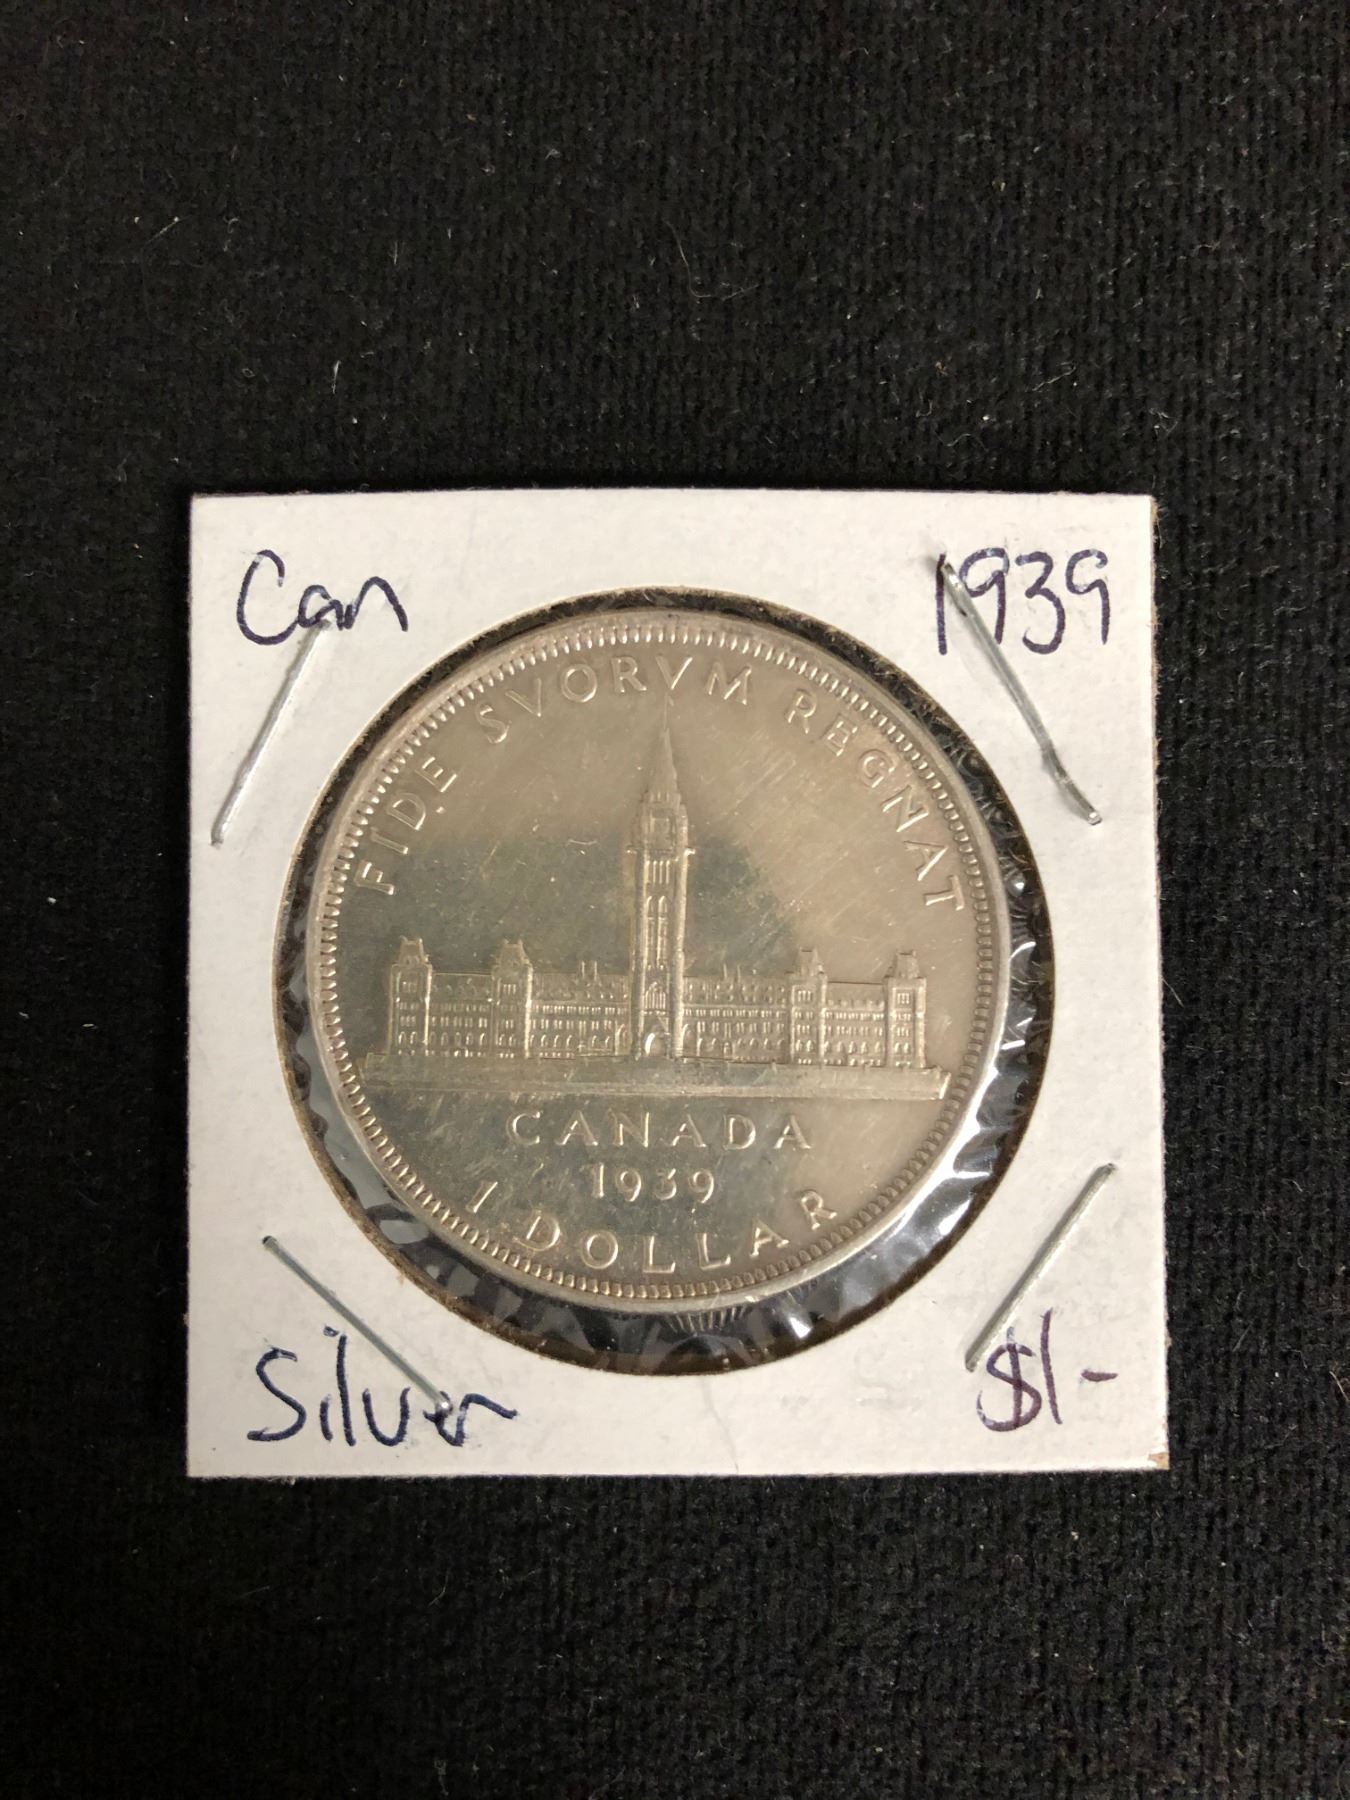 Can
1939
FIDE SVORVM REGNAT
CANADA
1939
1 DOLLAR
Silver
$1-